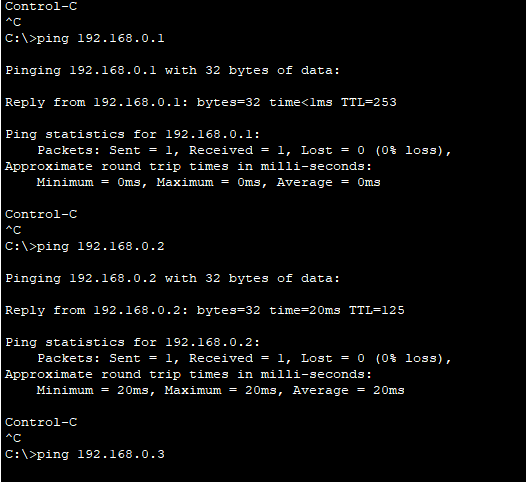 Control-C
^C
C:\>ping 192.168.0.1
Pinging 192.168.0.1 with 32 bytes of data:
Reply from 192.168.0.1: bytes=32 time<1ms TTL=253
Ping statistics for 192.168.0.1:
    Packets: Sent = 1, Received = 1, Lost = 0 (0% loss),
Approximate round trip times in milli-seconds:
    Minimum = 0ms, Maximum = 0ms, Average = 0ms
Control-C
^C
C:\>ping 192.168.0.2
Pinging 192.168.0.2 with 32 bytes of data:
Reply from 192.168.0.2: bytes=32 time=20ms TTL=125
Ping statistics for 192.168.0.2:
    Packets: Sent = 1, Received = 1, Lost = 0 (0% loss),
Approximate round trip times in milli-seconds:
    Minimum = 20ms, Maximum = 20ms, Average = 20ms
Control-C
^C
C:\>ping 192.168.0.3